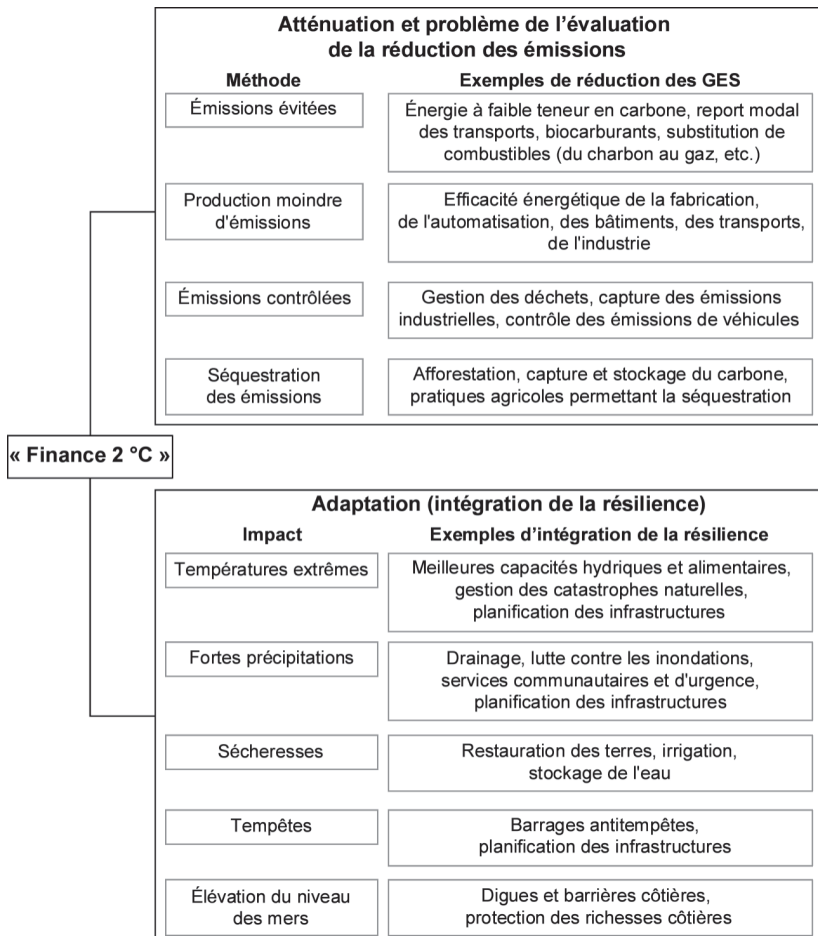 Atténuation et problème de l’évaluation
de la réduction des émissions
Méthode
Exemples de réduction des GES
Émissions évitées
Énergie à faible teneur en carbone, report modal
des transports, biocarburants, substitution de
combustibles (du charbon au gaz, etc.)
Production moindre
d'émissions
Efficacité énergétique de la fabrication,
de l'automatisation, des bâtiments, des transports,
de l'industrie
Émissions contrôlées
Gestion des déchets, capture des émissions
industrielles, contrôle des émissions de véhicules
Séquestration
des émissions
Afforestation, capture et stockage du carbone,
pratiques agricoles permettant la séquestration
« Finance 2 °C »
Adaptation (intégration de la résilience)
Impact
Exemples d’intégration de la résilience
Températures extrêmes
Meilleures capacités hydriques et alimentaires,
gestion des catastrophes naturelles,
planification des infrastructures
Fortes précipitations
Drainage, lutte contre les inondations,
services communautaires et d'urgence,
planification des infrastructures
Sécheresses
Restauration des terres, irrigation,
stockage de l'eau
Tempêtes
Barrages antitempêtes,
planification des infrastructures
Élévation du niveau
des mers
Digues et barrières côtières,
protection des richesses côtières